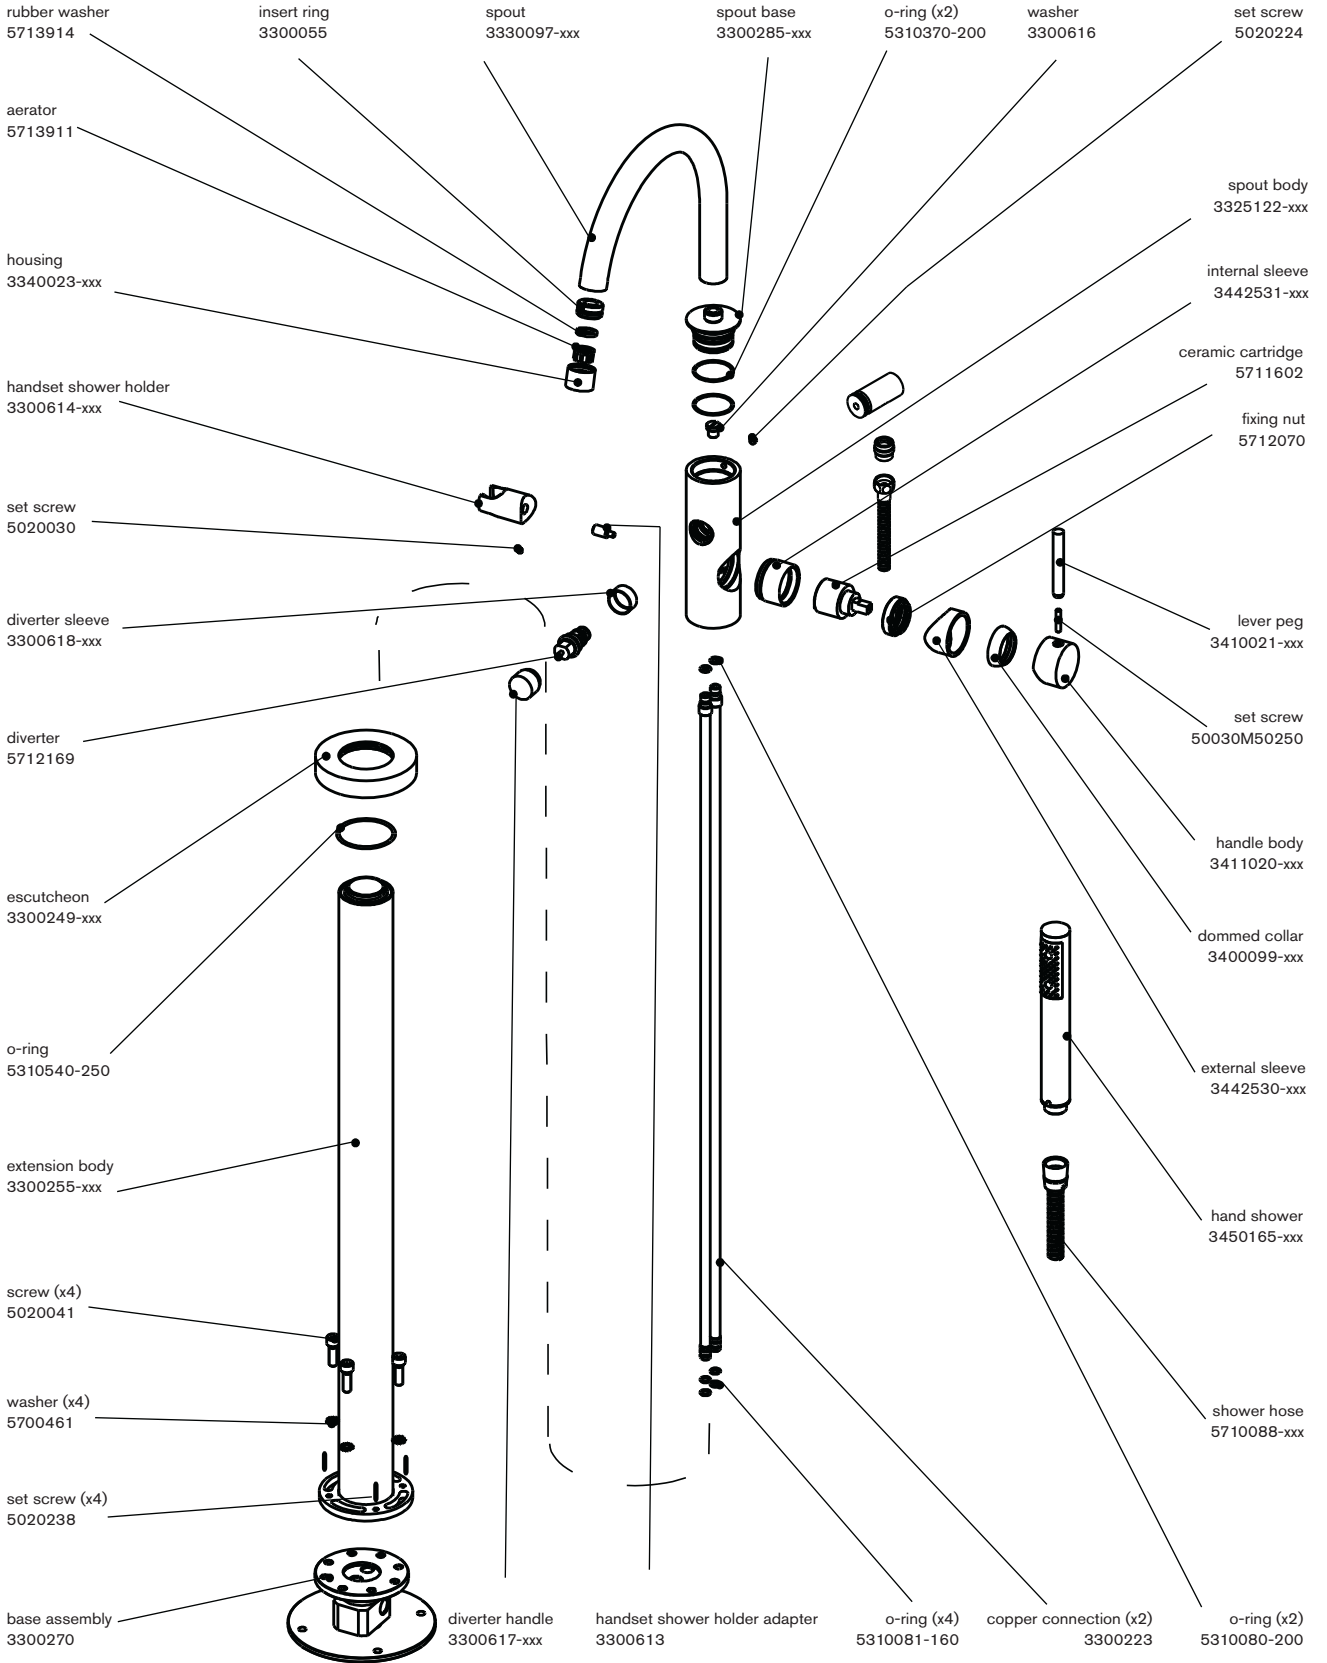 rubber washer
5713914
insert ring
3300055
spout
3330097-xxx
spout base
3300285-xxx
o-ring (x2)
5310370-200
washer
3300616
set screw
5020224
aerator
5713911
spout body
3325122-xxx
housing
3340023-xxx
internal sleeve
3442531-xxx
ceramic cartridge
5711602
handset shower holder
3300614-xxx
fixing nut
5712070
set screw
5020030
diverter sleeve
3300618-xxx
lever peg
3410021-xxx
diverter
5712169
set screw
50030M50250
handle body
3411020-xxx
escutcheon
3300249-xxx
dommed collar
3400099-xxx
o-ring
5310540-250
external sleeve
3442530-xxx
extension body
3300255-xxx
hand shower
3450165-xxx
screw (x4)
5020041
washer (x4)
5700461
shower hose
5710088-xxx
set screw (x4)
5020238
base assembly
3300270
diverter handle
3300617-xxx
handset shower holder adapter
3300613
o-ring (x4)
5310081-160
copper connection (x2)
3300223
o-ring (x2)
5310080-200